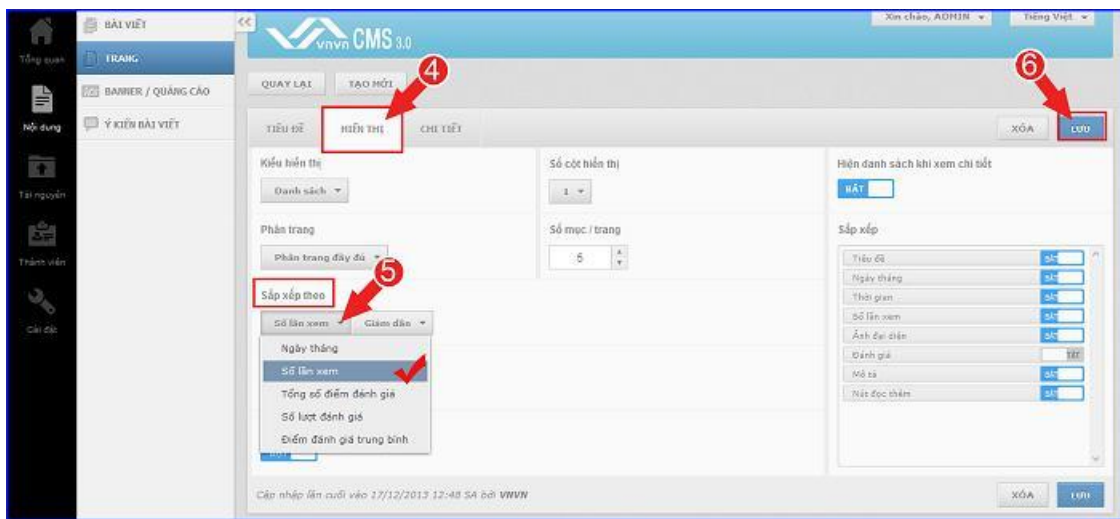 BÀI VIẾT
<<
vnvn CMS 3.0
Xin chào, ADMIN
Tiếng Việt
Tổng quan
TRANG
4
6
QUAY LẠI
TẠO MỚI
BANNER / QUẢNG CÁO
Nội dung
Ý KIẾN BÀI VIẾT
TIÊU ĐỀ
HIỂN THỊ
CHI TIẾT
XÓA
LƯU
Kiểu hiển thị
Số cột hiển thị
Hiện danh sách khi xem chi tiết
Danh sách
1
BẬT
Tài nguyên
Phân trang
Số mục / trang
Sắp xếp
Phân trang đầy đủ
5
Tiêu đề
BẬT
Thành viên
5
Ngày tháng
BẬT
Sắp xếp theo
Thời gian
BẬT
Số lần xem
Giảm dần
Số lần xem
BẬT
Cài đặt
Ảnh đại diện
BẬT
Ngày tháng
Đánh giá
TẮT
Số lần xem
Mô tả
BẬT
Tổng số điểm đánh giá
Nút đọc thêm
BẬT
Số lượt đánh giá
Điểm đánh giá trung bình
Cập nhập lần cuối vào 17/12/2013 12:48 SA bởi VNVN
XÓA
LƯU